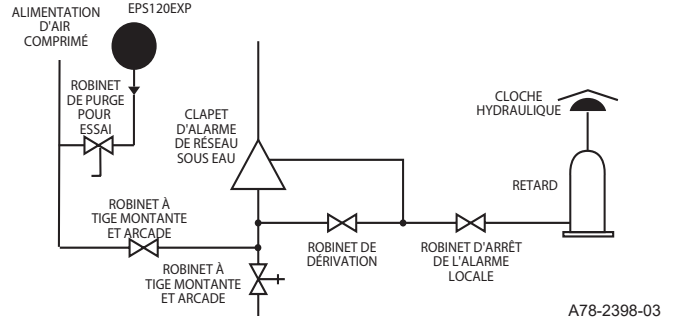 ALIMENTATION
D'AIR
COMPRIMÉ
EPS120EXP
ROBINET
DE PURGE
POUR
ESSAI
CLAPET
D'ALARME
DE RÉSEAU
SOUS EAU
CLOCHE
HYDRAULIQUE
RETARD
ROBINET À
TIGE MONTANTE
ET ARCADE
ROBINET DE
DÉRIVATION
ROBINET D'ARRÊT
DE L'ALARME
LOCALE
ROBINET À
TIGE MONTANTE
ET ARCADE
A78-2398-03